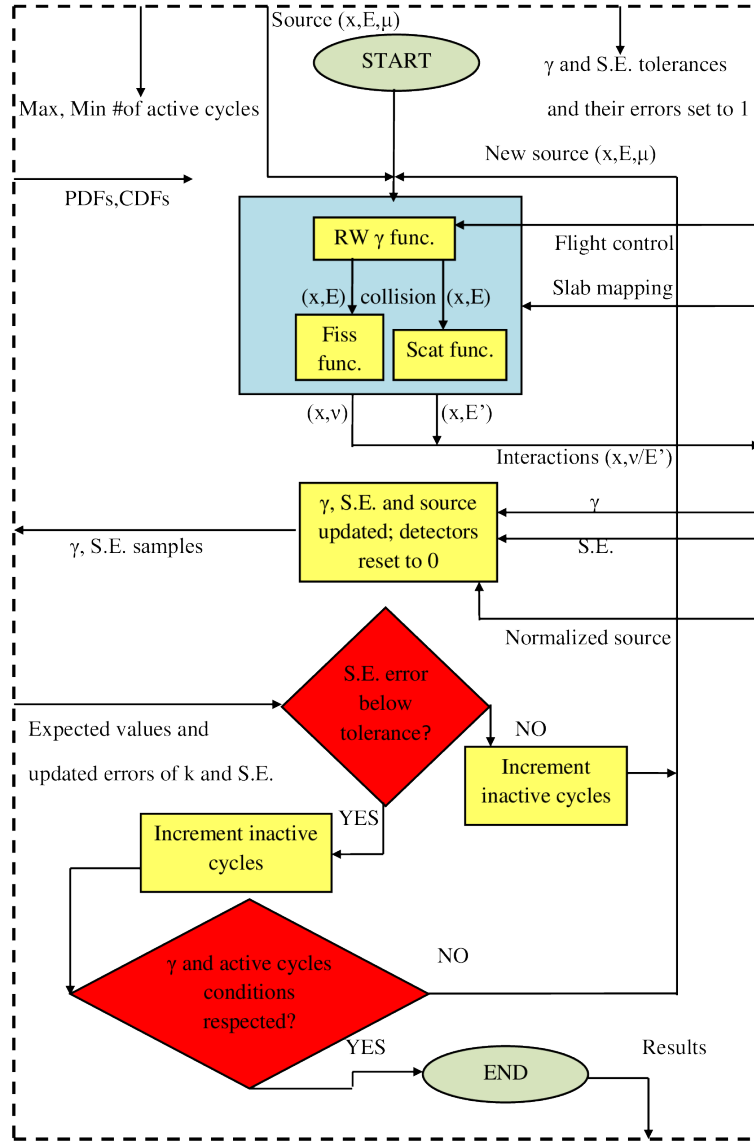 Source (x,E,μ)
START
γ and S.E. tolerances
and their errors set to 1
Max, Min #of active cycles
New source (x,E,μ)
PDFs,CDFs
RW γ func.
Flight control
(x,E) collision (x,E)
Slab mapping
Fiss
func.
Scat func.
(x,ν)
(x,E’)
Interactions (x,ν/E’)
γ, S.E. and source
updated; detectors
reset to 0
γ
S.E.
γ, S.E. samples
Normalized source
S.E. error
below
tolerance?
Expected values and
updated errors of k and S.E.
NO
Increment
inactive cycles
YES
Increment inactive
cycles
γ and active cycles
conditions
respected?
NO
YES
END
Results